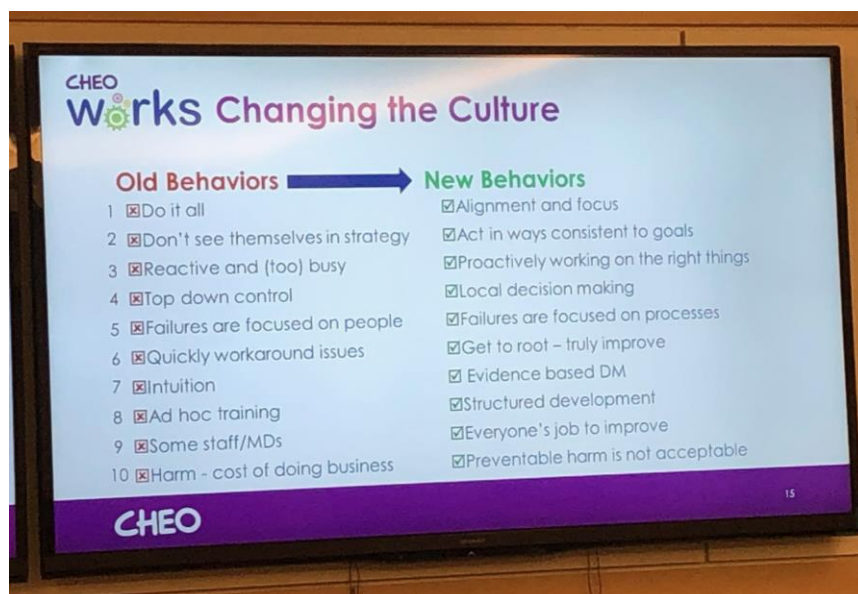 CHEO
works Changing the Culture
Old Behaviors New Behaviors
1 Do it all Alignment and focus
2 Don't see themselves in strategy Act in ways consistent to goals
3 Reactive and (too) busy Proactively working on the right things
4 Top down control Local decision making
5 Failures are focused on people Failures are focused on processes
6 Quickly workaround issues Get to root – truly improve
7 Intuition Evidence based DM
8 Ad hoc training Structured development
9 Some staff/MDs Everyone's job to improve
10 Harm - cost of doing business Preventable harm is not acceptable
15
CHEO